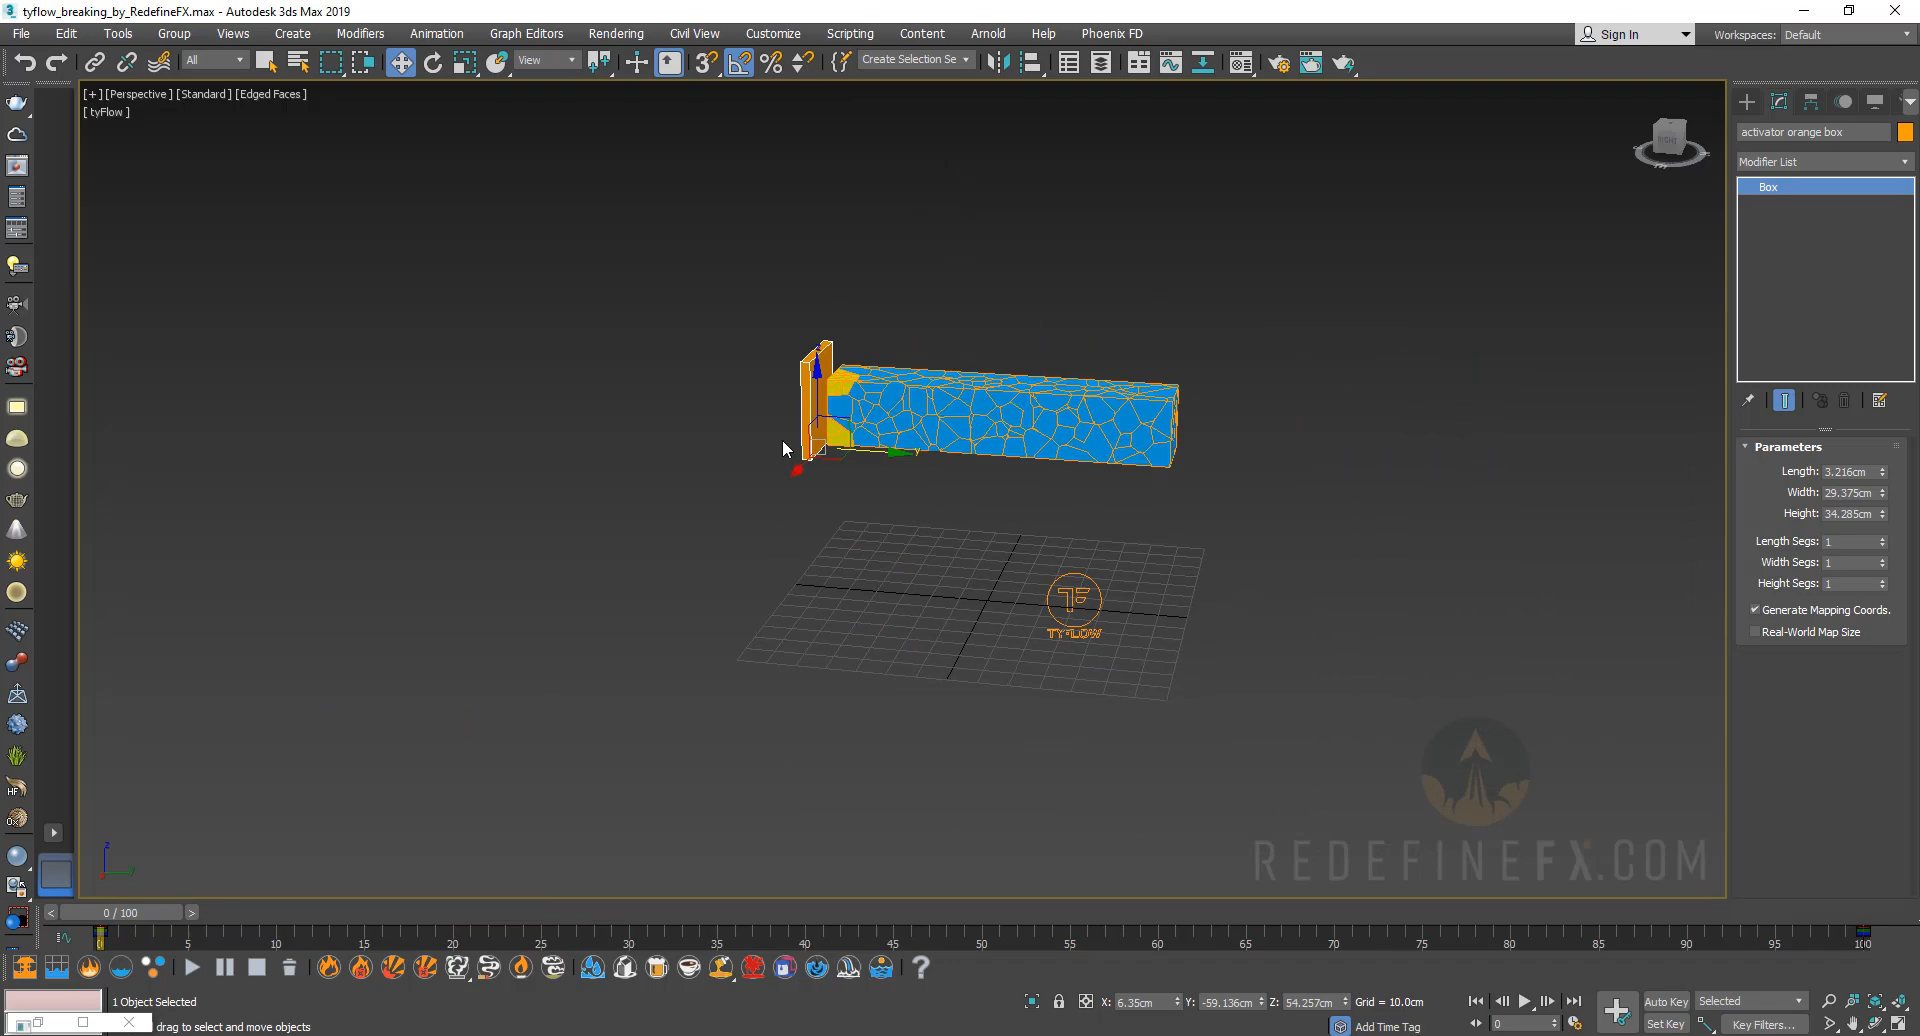 tyflow_breaking_by_RedefineFX.max - Autodesk 3ds Max 2019
File Edit Tools Group Views Create Modifiers Animation Graph Editors Rendering Civil View Customize Scripting Content Arnold Help Phoenix FD
Sign In Workspaces: Default
All View Create Selection Se
[+] [Perspective] [Standard] [Edged Faces]
[ tyFlow ]
RIGHT
activator orange box
Modifier List
Box
Parameters
Length: 3.216cm
Width: 29.375cm
Height: 34.285cm
Length Segs: 1
Width Segs: 1
Height Segs: 1
Generate Mapping Coords.
Real-World Map Size
y
TF
TYFLOW
REDEFINEFX.COM
z
HF
< 0 / 100 >
0 5 10 15 20 25 30 35 40 45 50 55 60 65 70 75 80 85 90 95 100
1 Object Selected
X: 6.35cm Y: -59.136cm Z: 54.257cm Grid = 10.0cm
Auto Key Selected
drag to select and move objects
Add Time Tag
0
Set Key Key Filters...